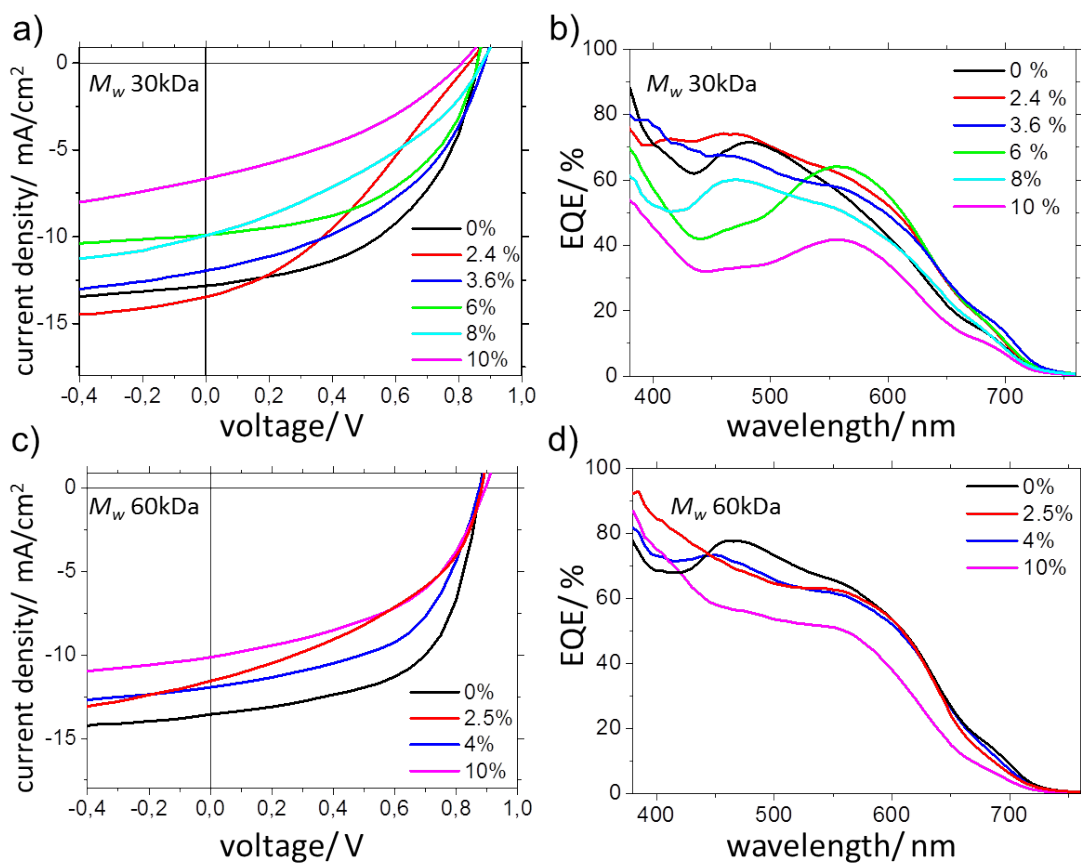 a)
current density/ mA/cm²
0
-5
-10
-15
Mw 30kDa
0%
2.4 %
3.6%
6%
8%
10%
-0,4 -0,2 0,0 0,2 0,4 0,6 0,8 1,0
voltage/ V
b)
EQE/ %
100
80
60
40
20
0
Mw 30kDa
0 %
2.4 %
3.6 %
6 %
8%
10 %
400 500 600 700
wavelength/ nm
c)
current density/ mA/cm²
0
-5
-10
-15
Mw 60kDa
0%
2.5%
4%
10%
-0,4 -0,2 0,0 0,2 0,4 0,6 0,8 1,0
voltage/ V
d)
EQE/ %
100
80
60
40
20
0
Mw 60kDa
0%
2.5%
4%
10%
400 500 600 700
wavelength/ nm